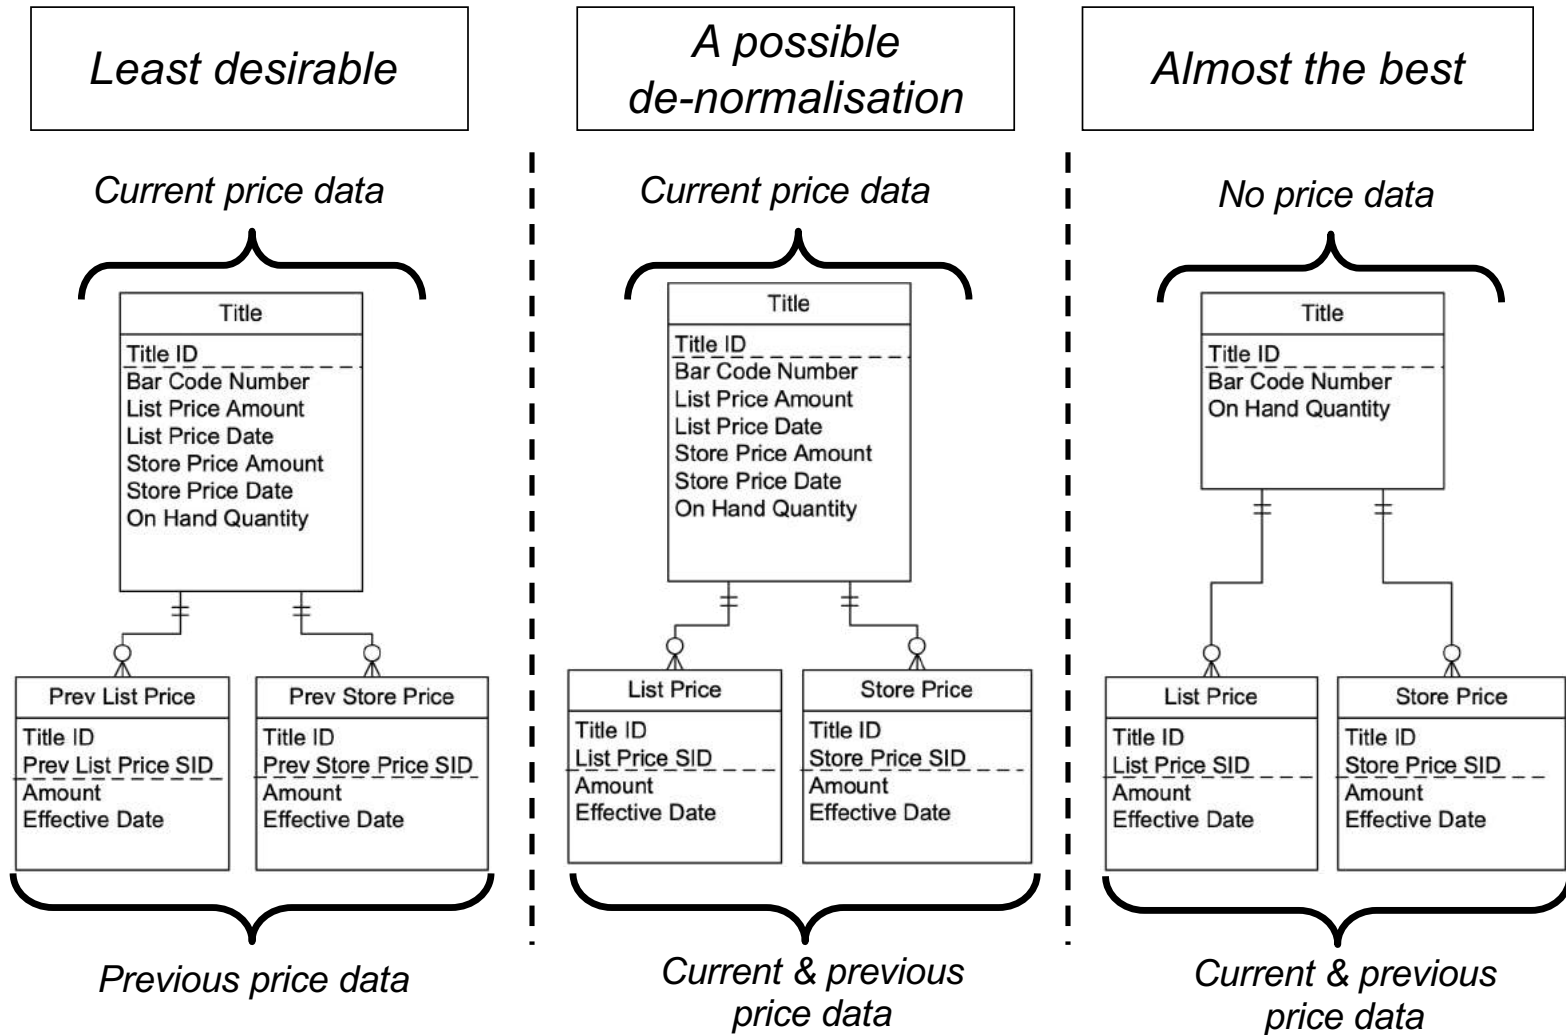 Least desirable
A possible
de-normalisation
Almost the best
Current price data
Title
Title ID
Bar Code Number
List Price Amount
List Price Date
Store Price Amount
Store Price Date
On Hand Quantity
Prev List Price
Title ID
Prev List Price SID
Amount
Effective Date
Prev Store Price
Title ID
Prev Store Price SID
Amount
Effective Date
Previous price data
Current price data
Title
Title ID
Bar Code Number
List Price Amount
List Price Date
Store Price Amount
Store Price Date
On Hand Quantity
List Price
Title ID
List Price SID
Amount
Effective Date
Store Price
Title ID
Store Price SID
Amount
Effective Date
Current & previous
price data
No price data
Title
Title ID
Bar Code Number
On Hand Quantity
List Price
Title ID
List Price SID
Amount
Effective Date
Store Price
Title ID
Store Price SID
Amount
Effective Date
Current & previous
price data